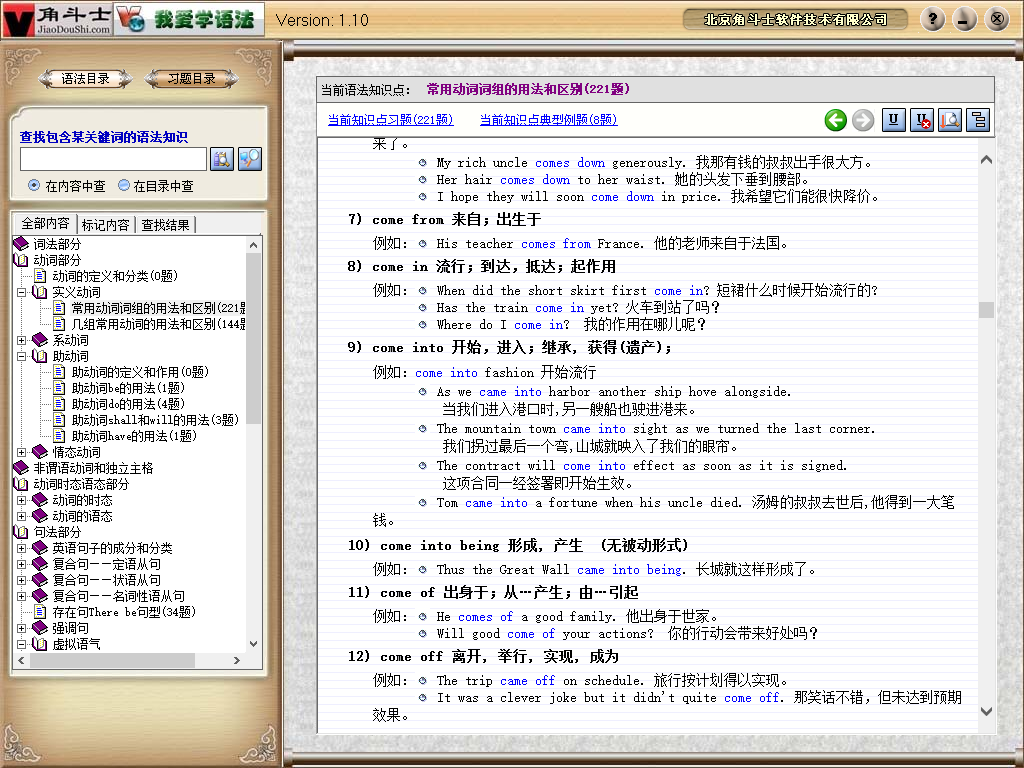 角斗士
JiaoDouShi.com
我爱学语法
Version: 1.10
北京角斗士软件技术有限公司
语法目录
习题目录
查找包含某关键词的语法知识
在内容中查
在目录中查
全部内容
标记内容
查找结果
词法部分
动词部分
动词的定义和分类(0题)
实义动词
常用动词词组的用法和区别(221题
几组常用动词的用法和区别(144题
系动词
助动词
助动词的定义和作用(0题)
助动词be的用法(1题)
助动词do的用法(4题)
助动词shall和will的用法(3题)
助动词have的用法(1题)
情态动词
非谓语动词和独立主格
动词时态语态部分
动词的时态
动词的语态
句法部分
英语句子的成分和分类
复合句——定语从句
复合句——状语从句
复合句——名词性语从句
存在句There be句型(34题)
强调句
虚拟语气
当前语法知识点： 常用动词词组的用法和区别(221题)
当前知识点习题(221题)
当前知识点典型例题(8题)
来了。
My rich uncle comes down generously. 我那有钱的叔叔出手很大方。
Her hair comes down to her waist. 她的头发下垂到腰部。
I hope they will soon come down in price. 我希望它们能很快降价。
7) come from 来自；出生于
例如： His teacher comes from France. 他的老师来自于法国。
8) come in 流行；到达，抵达；起作用
例如： When did the short skirt first come in？短裙什么时候开始流行的？
Has the train come in yet？火车到站了吗？
Where do I come in？ 我的作用在哪儿呢？
9) come into 开始，进入；继承，获得(遗产)；
例如：come into fashion 开始流行
As we came into harbor another ship hove alongside.
当我们进入港口时,另一艘船也驶进港来。
The mountain town came into sight as we turned the last corner.
我们拐过最后一个弯,山城就映入了我们的眼帘。
The contract will come into effect as soon as it is signed.
这项合同一经签署即开始生效。
Tom came into a fortune when his uncle died. 汤姆的叔叔去世后,他得到一大笔
钱。
10) come into being 形成，产生 (无被动形式)
例如： Thus the Great Wall came into being. 长城就这样形成了。
11) come of 出身于；从…产生；由…引起
例如： He comes of a good family. 他出身于世家。
Will good come of your actions？ 你的行动会带来好处吗？
12) come off 离开，举行，实现，成为
例如： The trip came off on schedule. 旅行按计划得以实现。
It was a clever joke but it didn't quite come off. 那笑话不错，但未达到预期
效果。